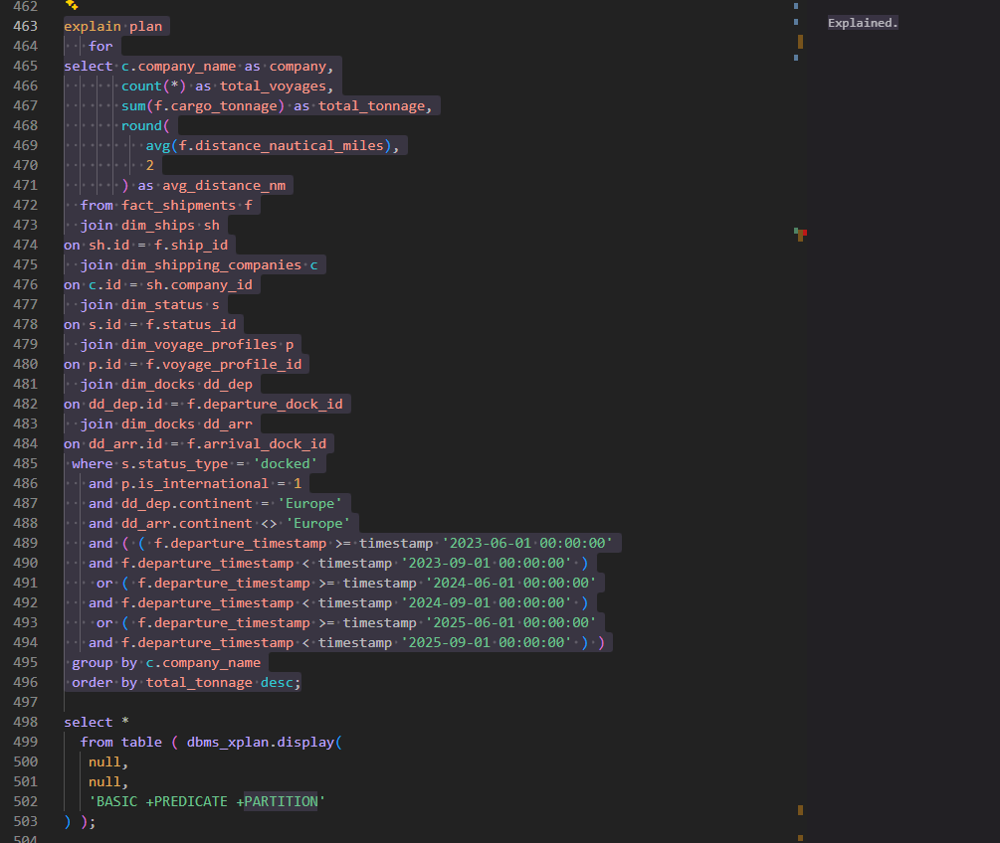 462
463 explain plan
464 for
465 select c.company_name as company,
466 count(*) as total_voyages,
467 sum(f.cargo_tonnage) as total_tonnage,
468 round(
469 avg(f.distance_nautical_miles),
470 2
471 ) as avg_distance_nm
472 from fact_shipments f
473 join dim_ships sh
474 on sh.id = f.ship_id
475 join dim_shipping_companies c
476 on c.id = sh.company_id
477 join dim_status s
478 on s.id = f.status_id
479 join dim_voyage_profiles p
480 on p.id = f.voyage_profile_id
481 join dim_docks dd_dep
482 on dd_dep.id = f.departure_dock_id
483 join dim_docks dd_arr
484 on dd_arr.id = f.arrival_dock_id
485 where s.status_type = 'docked'
486 and p.is_international = 1
487 and dd_dep.continent = 'Europe'
488 and dd_arr.continent <> 'Europe'
489 and ( ( f.departure_timestamp >= timestamp '2023-06-01 00:00:00'
490 and f.departure_timestamp < timestamp '2023-09-01 00:00:00' )
491 or ( f.departure_timestamp >= timestamp '2024-06-01 00:00:00'
492 and f.departure_timestamp < timestamp '2024-09-01 00:00:00' )
493 or ( f.departure_timestamp >= timestamp '2025-06-01 00:00:00'
494 and f.departure_timestamp < timestamp '2025-09-01 00:00:00' ) )
495 group by c.company_name
496 order by total_tonnage desc;
497
498 select *
499 from table ( dbms_xplan.display(
500 null,
501 null,
502 'BASIC +PREDICATE +PARTITION'
503 ) );
504
Explained.